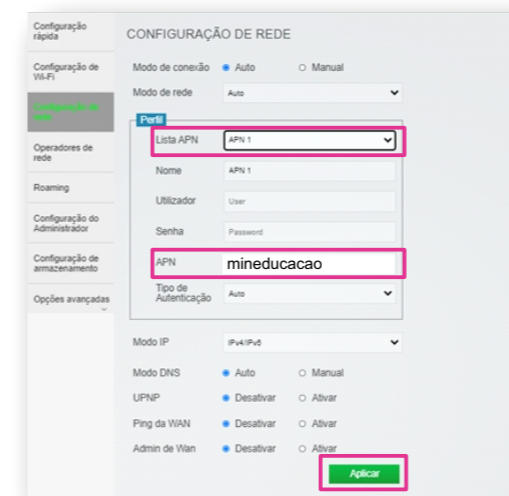 Configuração
rápida
CONFIGURAÇÃO DE REDE
Configuração de
Wi-Fi
Modo de conexão Auto Manual
Modo de rede Auto
Configuração de
rede
Perfil
Lista APN APN 1
Operadores de
rede
Nome APN 1
Roaming
Utilizador User
Configuração do
Administrador
Senha Password
Configuração de
armazenamento
APN mineducacao
Tipo de
Autenticação Auto
Opções avançadas
Modo IP IPv4/IPv6
Modo DNS Auto Manual
UPNP Desativar Ativar
Ping da WAN Desativar Ativar
Admin de Wan Desativar Ativar
Aplicar